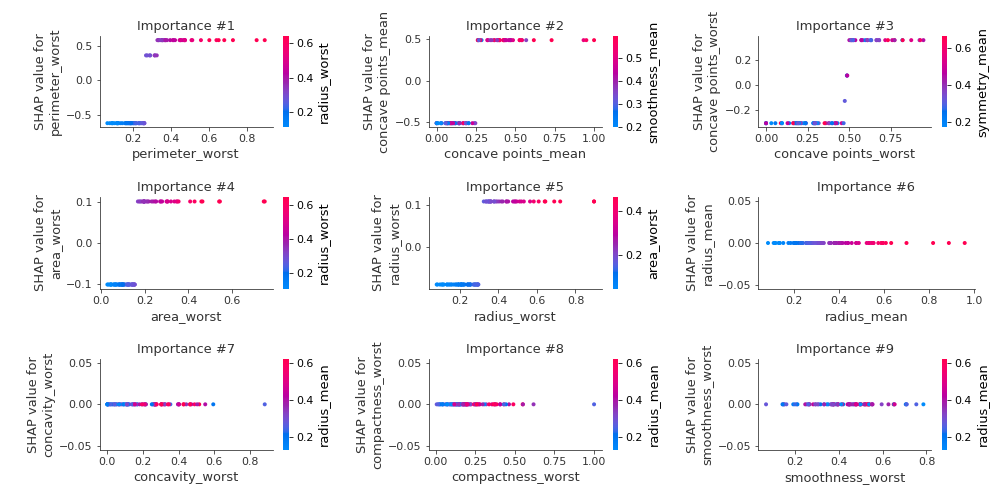 Importance #1
SHAP value for
perimeter_worst
0.5
0.0
−0.5
0.2
0.4
0.6
0.8
perimeter_worst
0.6
0.4
0.2
radius_worst
Importance #2
SHAP value for
concave points_mean
0.5
0.0
−0.5
0.00
0.25
0.50
0.75
1.00
concave points_mean
0.5
0.4
0.3
0.2
smoothness_mean
Importance #3
SHAP value for
concave points_worst
0.2
0.0
−0.2
0.00
0.25
0.50
0.75
concave points_worst
0.6
0.4
0.2
symmetry_mean
Importance #4
SHAP value for
area_worst
0.1
0.0
−0.1
0.0
0.2
0.4
0.6
area_worst
0.6
0.4
0.2
radius_worst
Importance #5
SHAP value for
radius_worst
0.1
0.0
0.2
0.4
0.6
0.8
radius_worst
0.4
0.2
area_worst
Importance #6
SHAP value for
radius_mean
0.05
0.00
−0.05
0.2
0.4
0.6
0.8
1.0
radius_mean
Importance #7
SHAP value for
concavity_worst
0.05
0.00
−0.05
0.0
0.2
0.4
0.6
0.8
concavity_worst
0.6
0.4
0.2
radius_mean
Importance #8
SHAP value for
compactness_worst
0.05
0.00
−0.05
0.00
0.25
0.50
0.75
1.00
compactness_worst
0.6
0.4
0.2
radius_mean
Importance #9
SHAP value for
smoothness_worst
0.05
0.00
−0.05
0.2
0.4
0.6
0.8
smoothness_worst
0.6
0.4
0.2
radius_mean